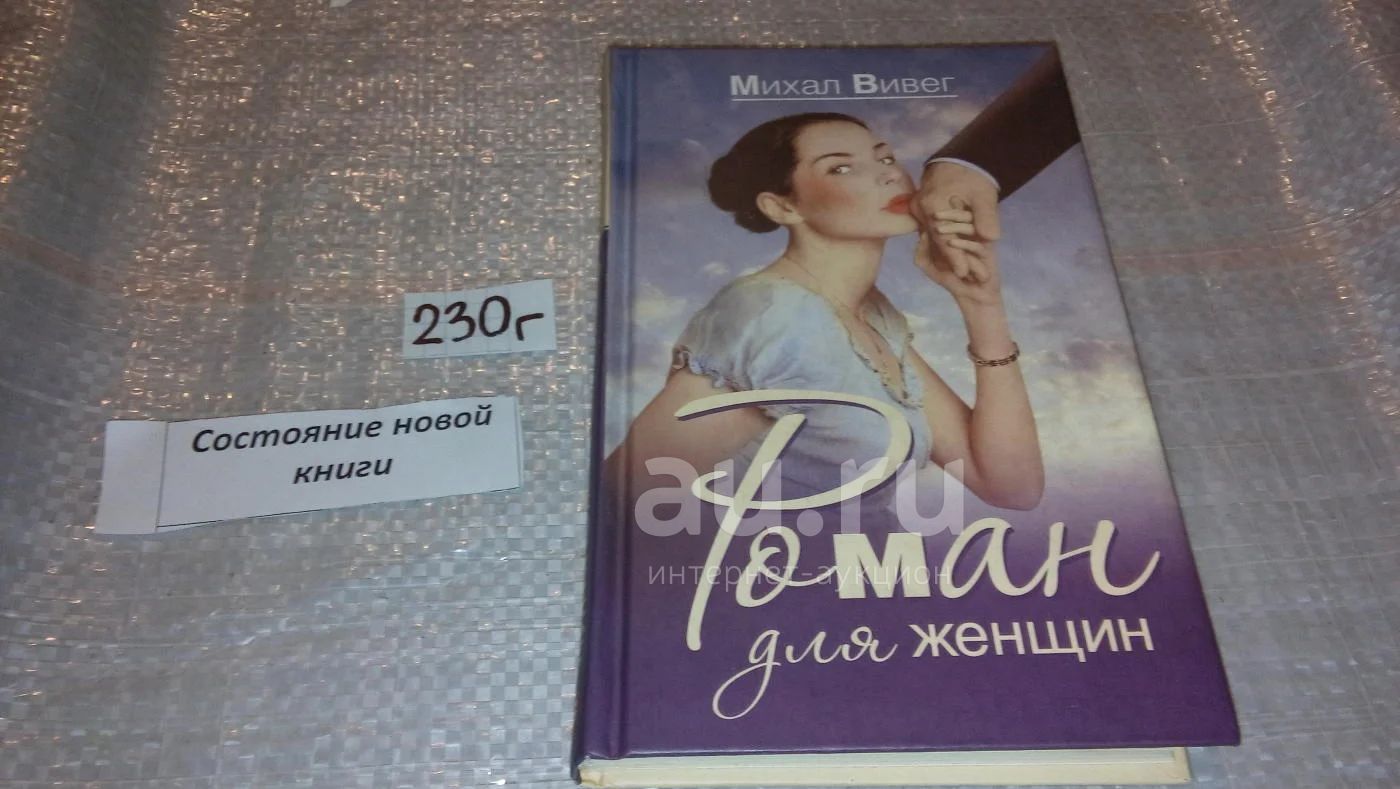 Михал Вивег
230г
Состояние новой
книги
au.ru
интернет-аукцион
Роман
для женщин